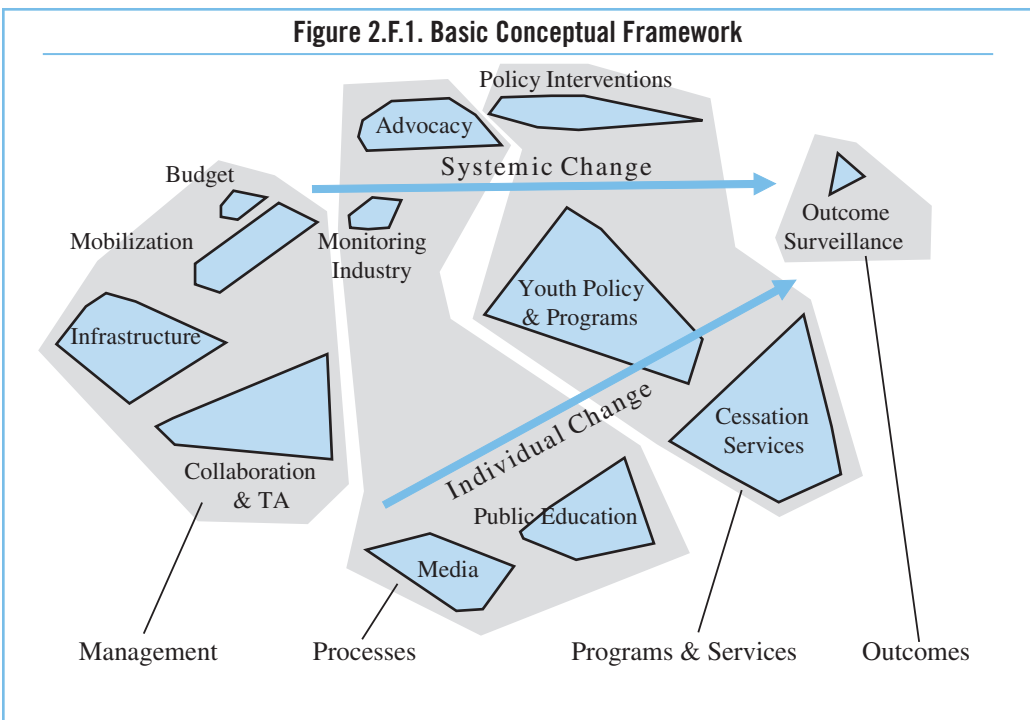 Figure 2.F.1. Basic Conceptual Framework
Policy Interventions
Advocacy
Systemic Change
Budget
Mobilization
Monitoring
Industry
Outcome
Surveillance
Infrastructure
Youth Policy
& Programs
Individual Change
Cessation
Services
Collaboration
& TA
Public Education
Media
Management
Processes
Programs & Services
Outcomes